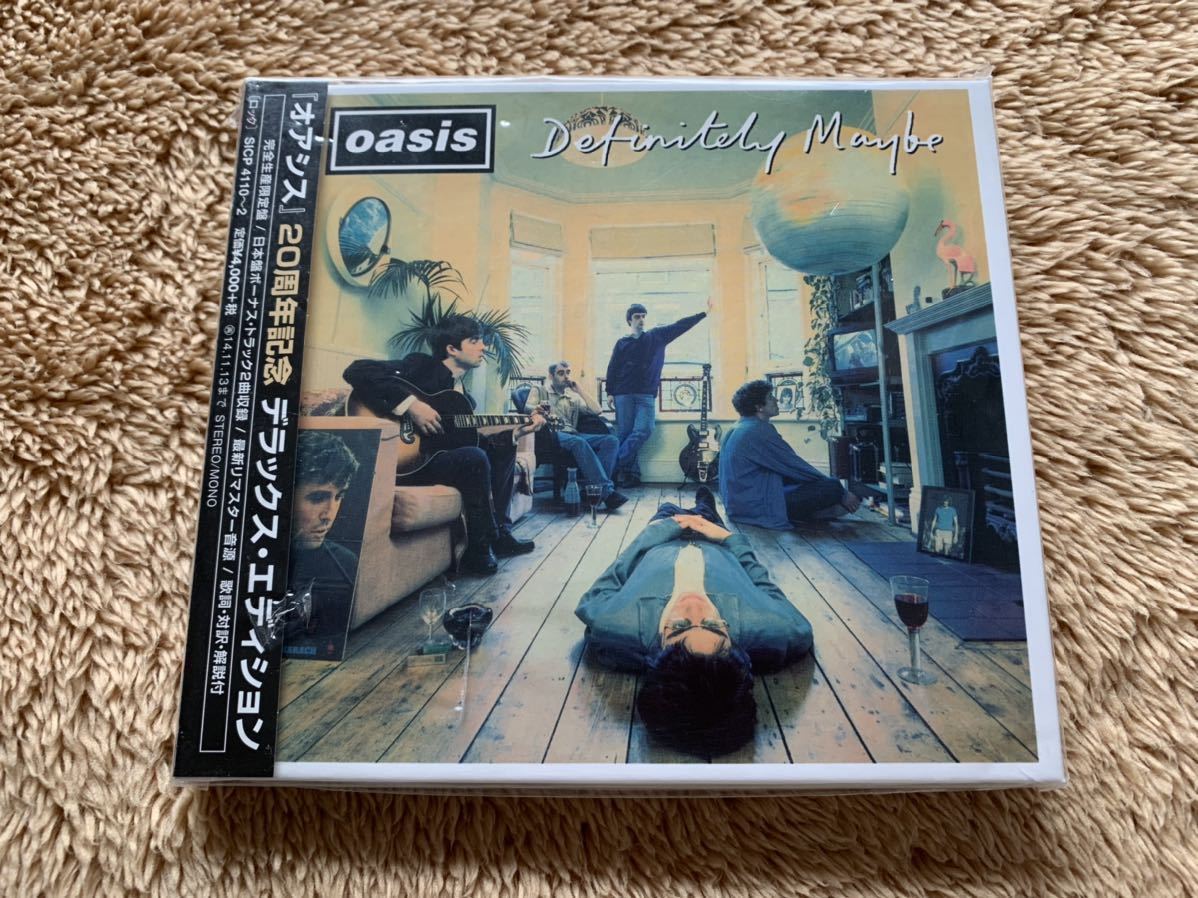 oasis
Definitely Maybe
『オアシス』20周年記念 デラックス・エディション
完全生産限定盤 / 日本盤ボーナス・トラック2曲収録 / 最新リマスター音源 / 歌詞・対訳・解説付
[ロック] SICP 4110~2 定価¥4,000+税 14.11.13まで STEREO/MONO